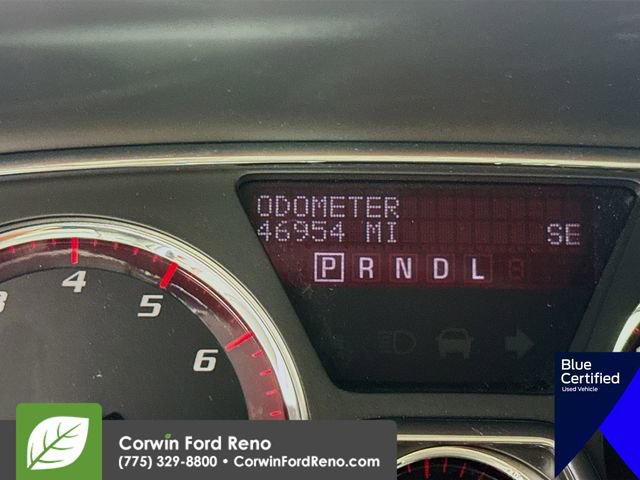 ODOMETER
46954 MI
SE
P R N D L
3
4
5
6
Blue
Certified
Used Vehicle
Corwin Ford Reno
(775) 329-8800 • CorwinFordReno.com